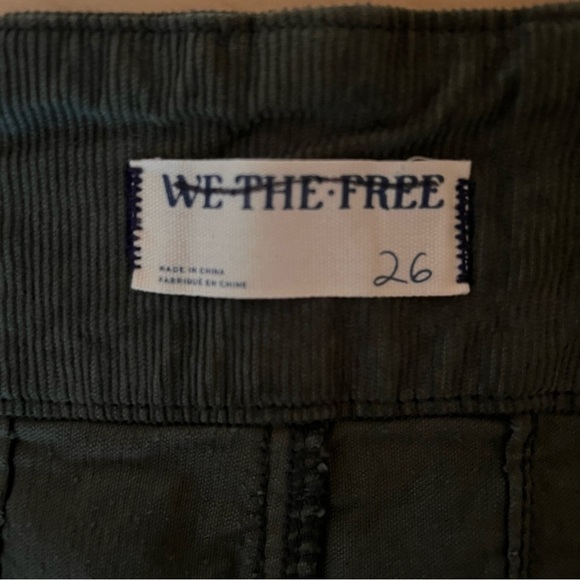 WE·THE·FREE
MADE IN CHINA
FABRIQUÉ EN CHINE
26